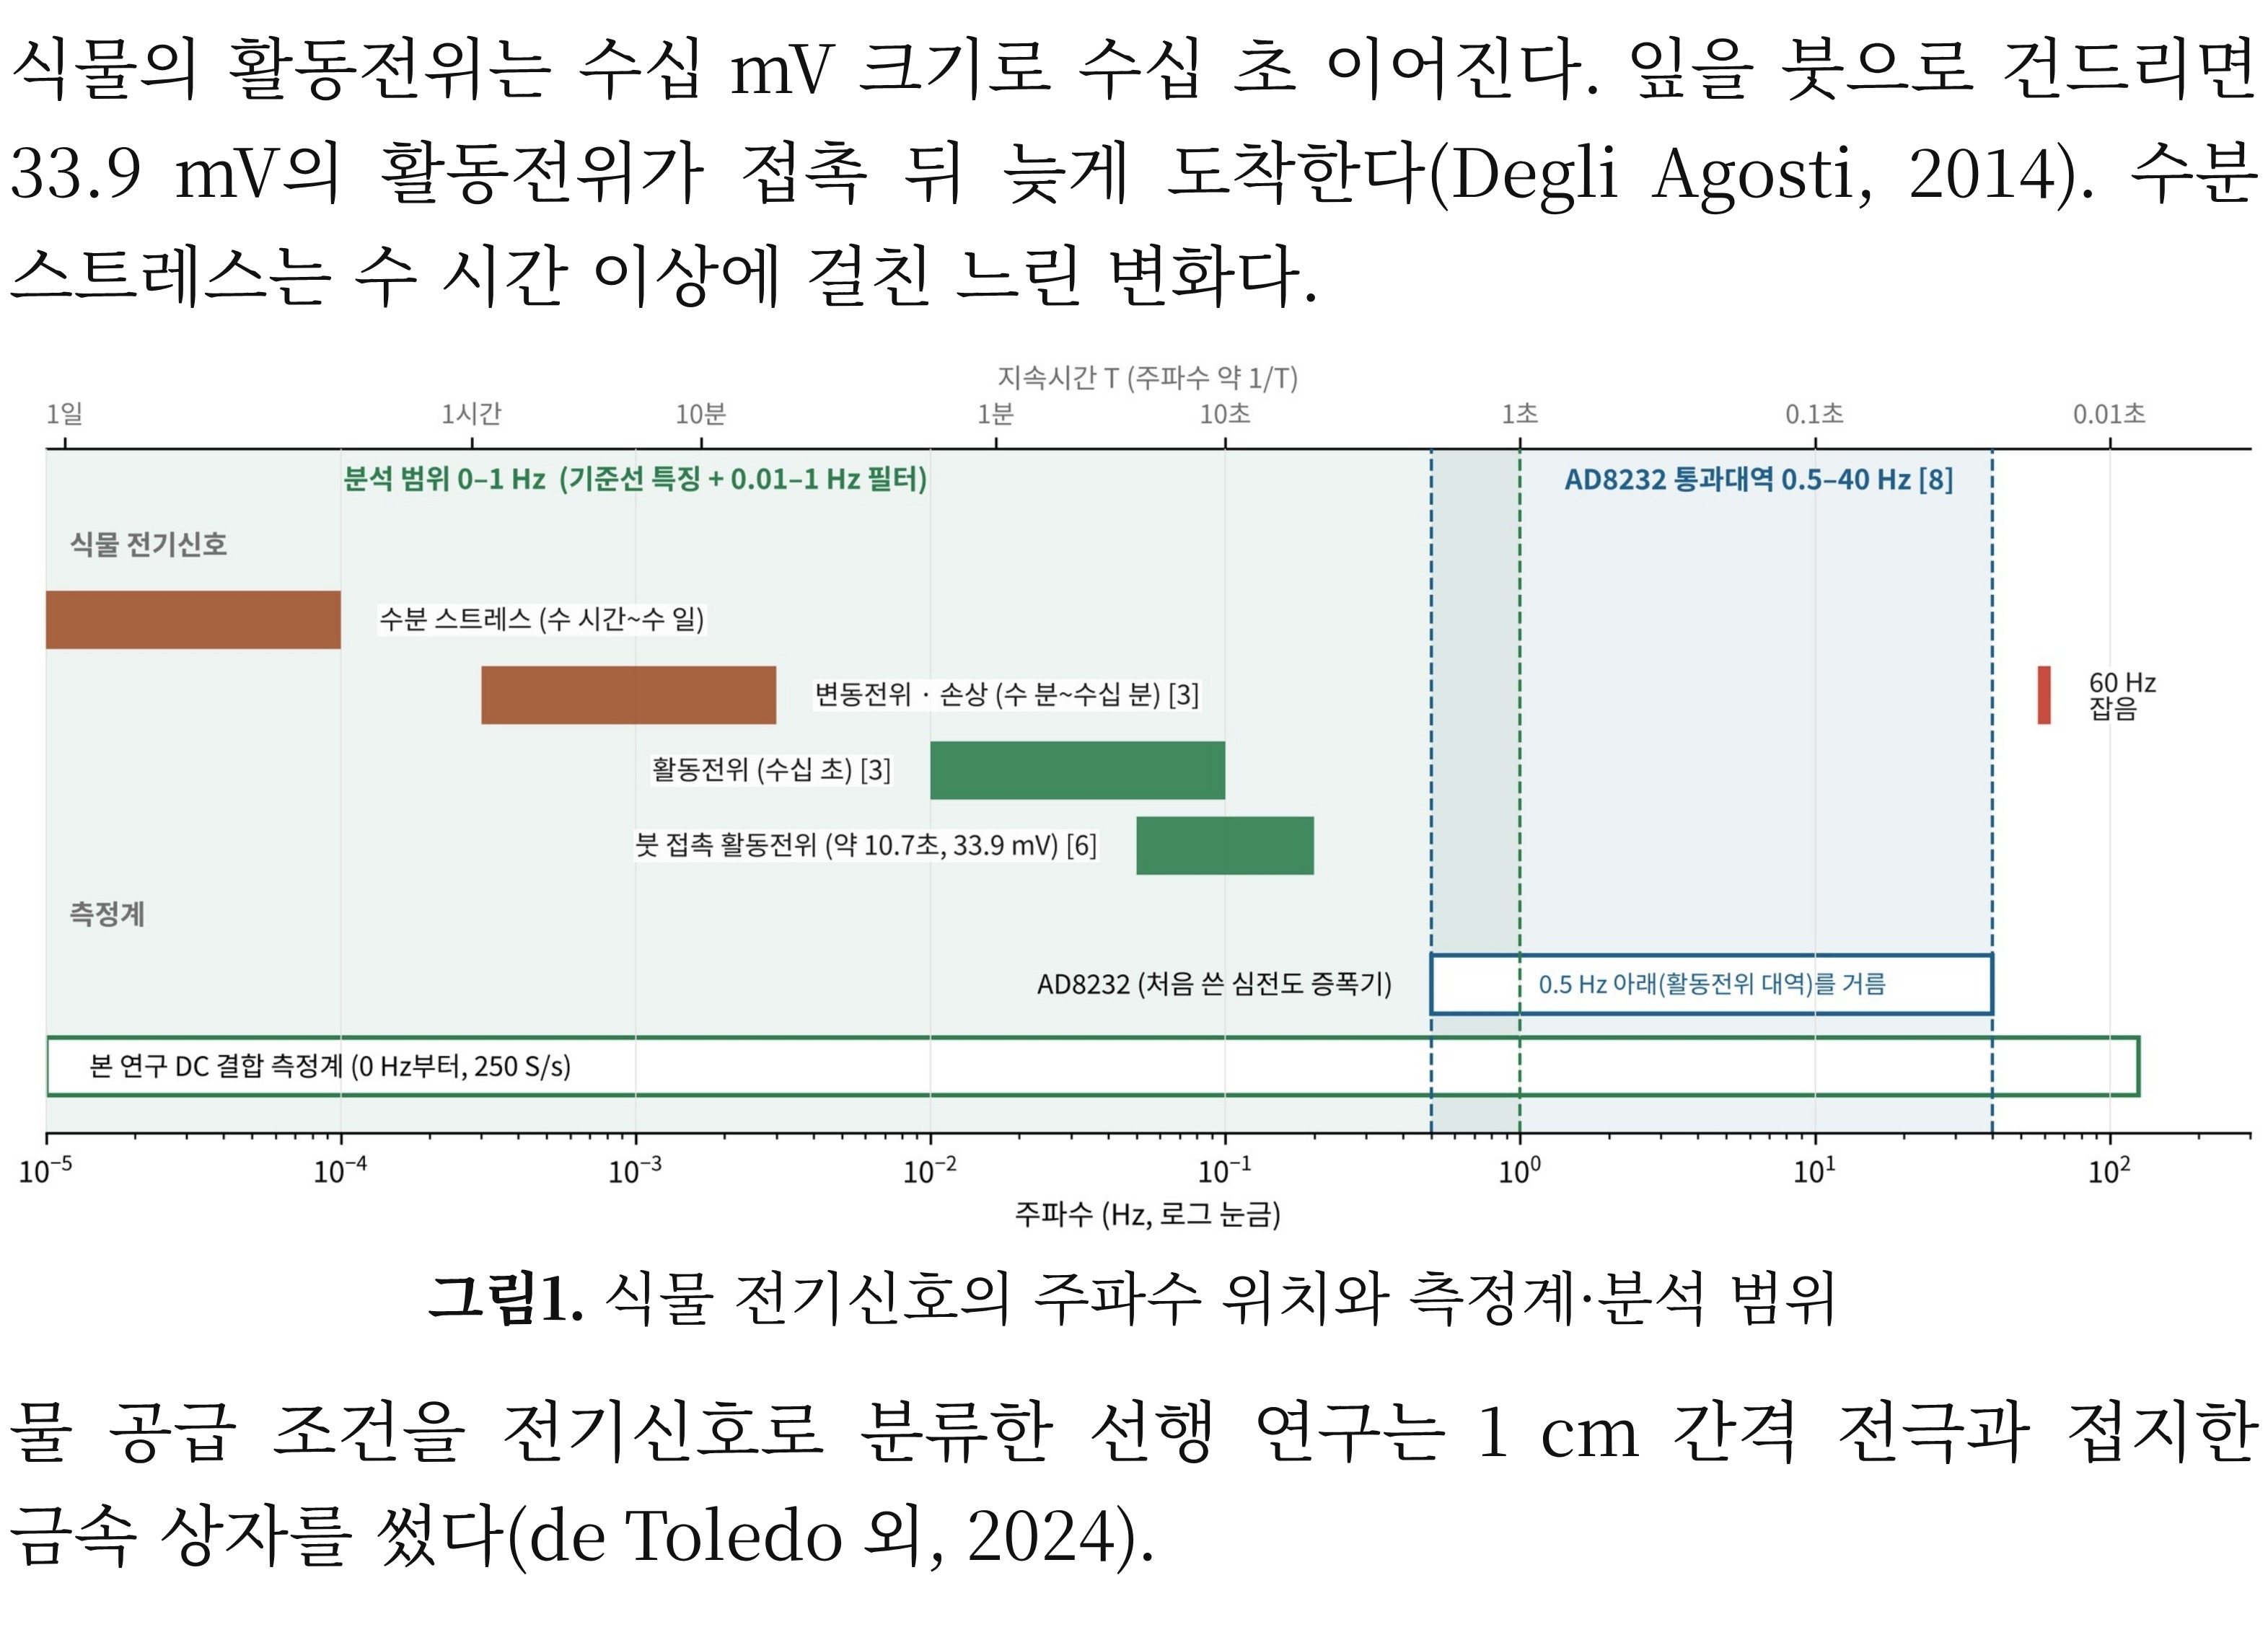 식물의 활동전위는 수십 mV 크기로 수십 초 이어진다. 잎을 붓으로 건드리면
33.9 mV의 활동전위가 접촉 뒤 늦게 도착한다(Degli Agosti, 2014). 수분
스트레스는 수 시간 이상에 걸친 느린 변화다.
지속시간 T (주파수 약 1/T)
1일 1시간 10분 1분 10초 1초 0.1초 0.01초
분석 범위 0–1 Hz (기준선 특징 + 0.01–1 Hz 필터) AD8232 통과대역 0.5–40 Hz [8]
식물 전기신호
수분 스트레스 (수 시간~수 일)
변동전위 · 손상 (수 분~수십 분) [3]
60 Hz
잡음
활동전위 (수십 초) [3]
붓 접촉 활동전위 (약 10.7초, 33.9 mV) [6]
측정계
AD8232 (처음 쓴 심전도 증폭기) 0.5 Hz 아래(활동전위 대역)를 거름
본 연구 DC 결합 측정계 (0 Hz부터, 250 S/s)
10⁻⁵ 10⁻⁴ 10⁻³ 10⁻² 10⁻¹ 10⁰ 10¹ 10²
주파수 (Hz, 로그 눈금)
그림1. 식물 전기신호의 주파수 위치와 측정계·분석 범위
물 공급 조건을 전기신호로 분류한 선행 연구는 1 cm 간격 전극과 접지한
금속 상자를 썼다(de Toledo 외, 2024).